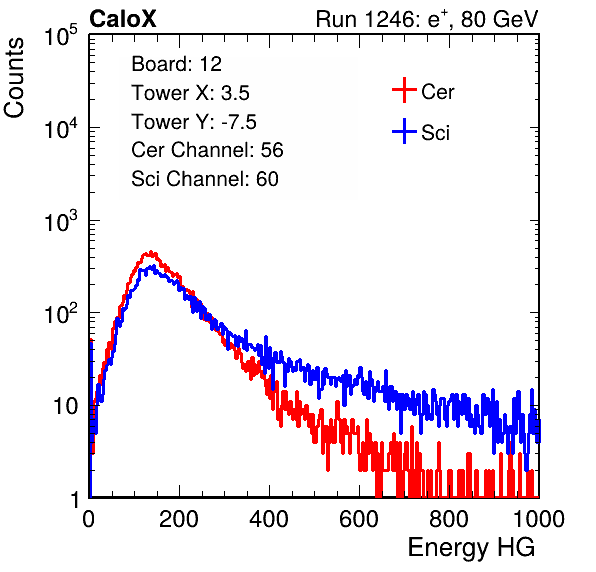 CaloX Run 1246: e⁺, 80 GeV
Counts
Board: 12
Tower X: 3.5
Tower Y: -7.5
Cer Channel: 56
Sci Channel: 60
Cer
Sci
10⁵
10⁴
10³
10²
10
1
0 200 400 600 800 1000
Energy HG